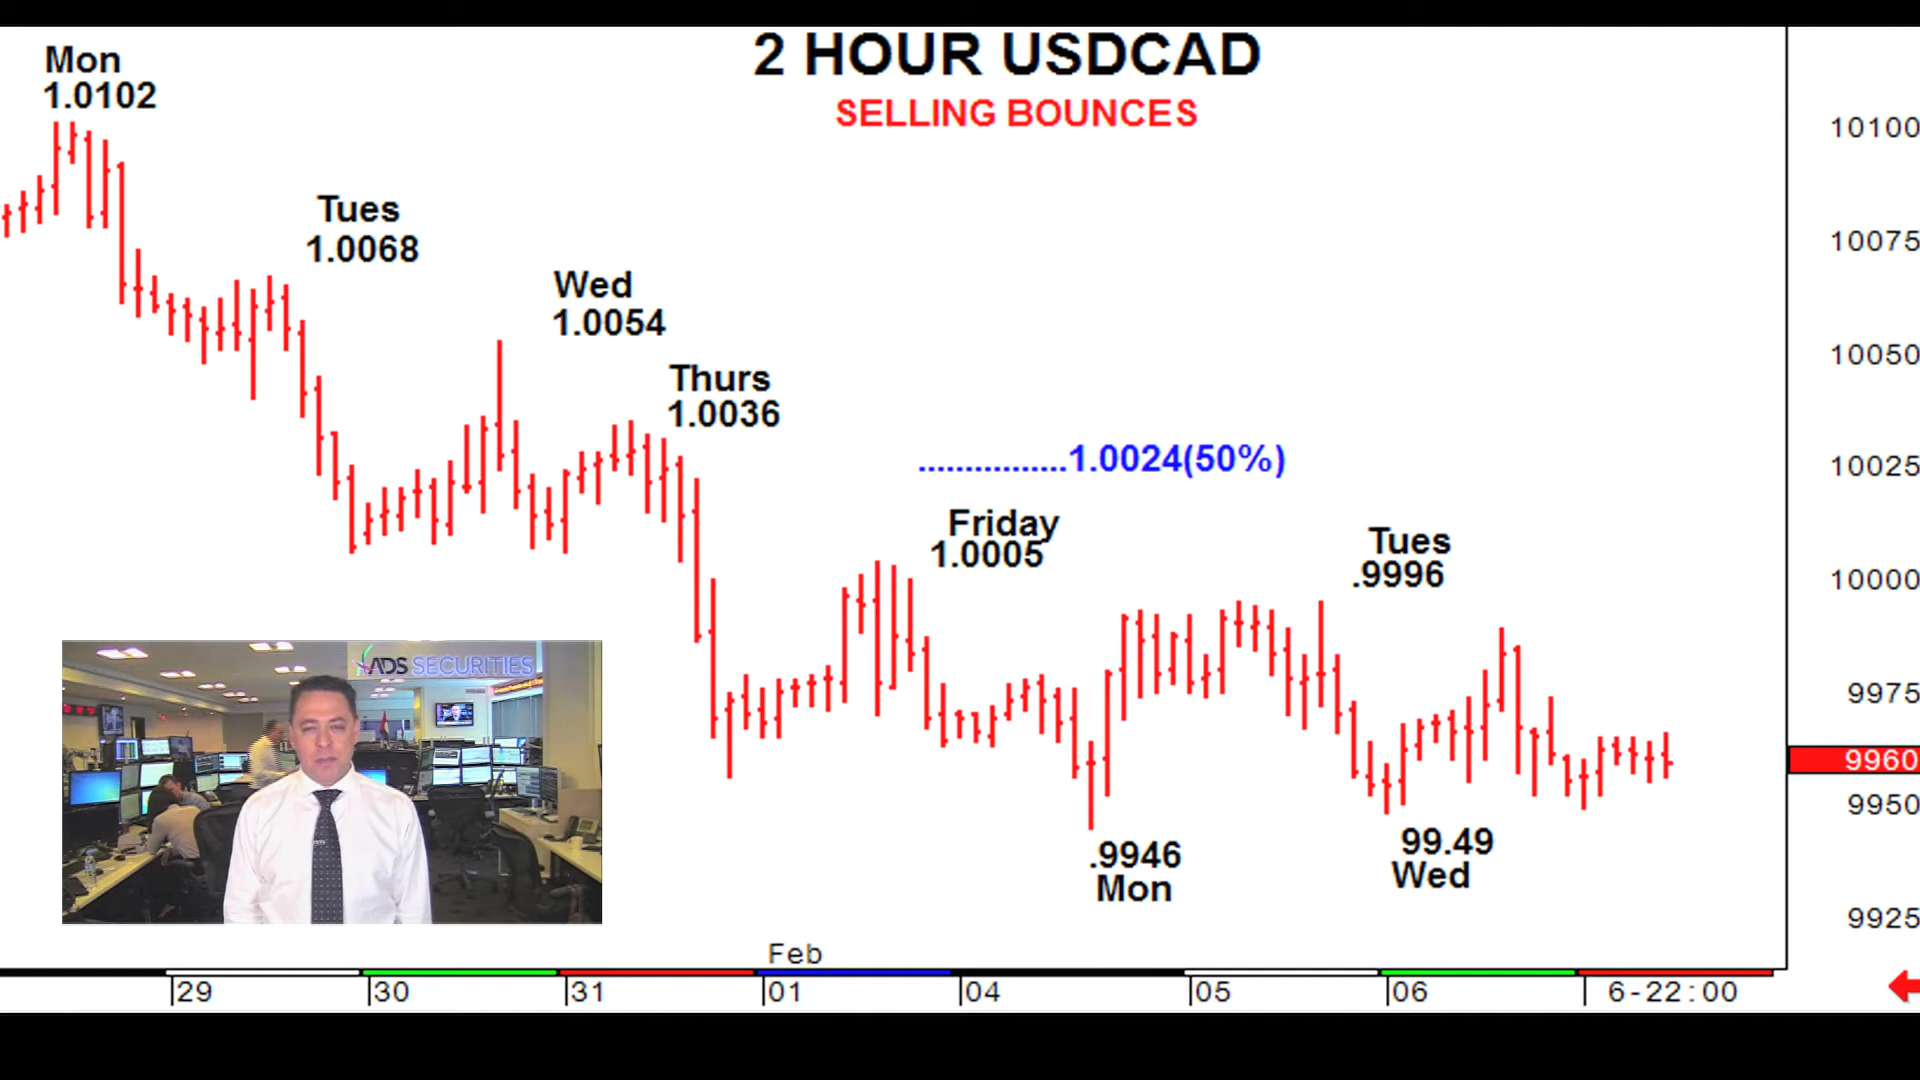 2 HOUR USDCAD
SELLING BOUNCES
Mon
1.0102
Tues
1.0068
Wed
1.0054
Thurs
1.0036
................1.0024(50%)
Friday
1.0005
Tues
.9996
.9946
Mon
99.49
Wed
ADS SECURITIES
10100
10075
10050
10025
10000
9975
9960
9950
9925
Feb
29
30
31
01
04
05
06
6-22:00